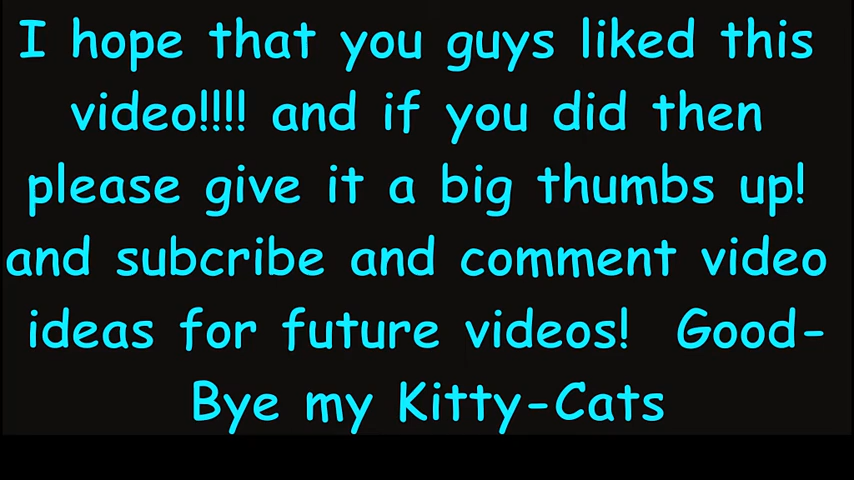 I hope that you guys liked this
video!!!! and if you did then
please give it a big thumbs up!
and subcribe and comment video
ideas for future videos! Good-
Bye my Kitty-Cats